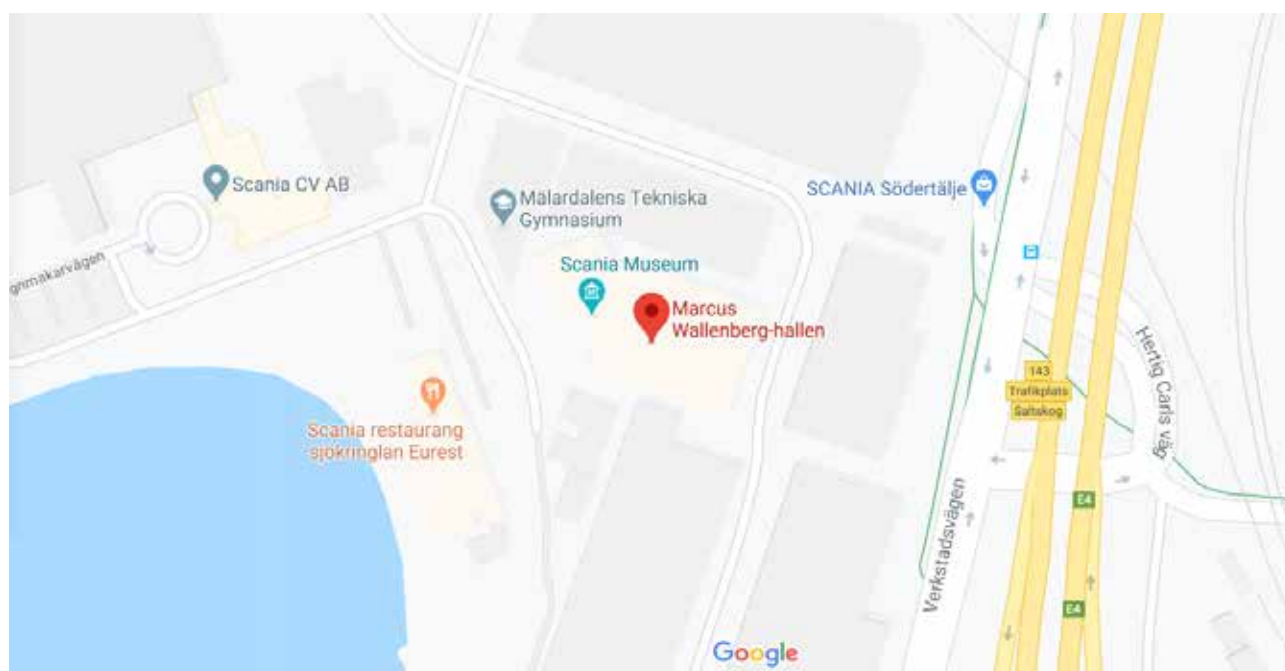 Scania CV AB
Mälardalens Tekniska
Gymnasium
SCANIA Södertälje
gnmakarvägen
Scania Museum
Marcus
Wallenberg-hallen
Hertig Carls väg
143
Trafikplats
Saltskog
Scania restaurang
sjökringlan Eurest
E4
Verkstadsvägen
E4
Google